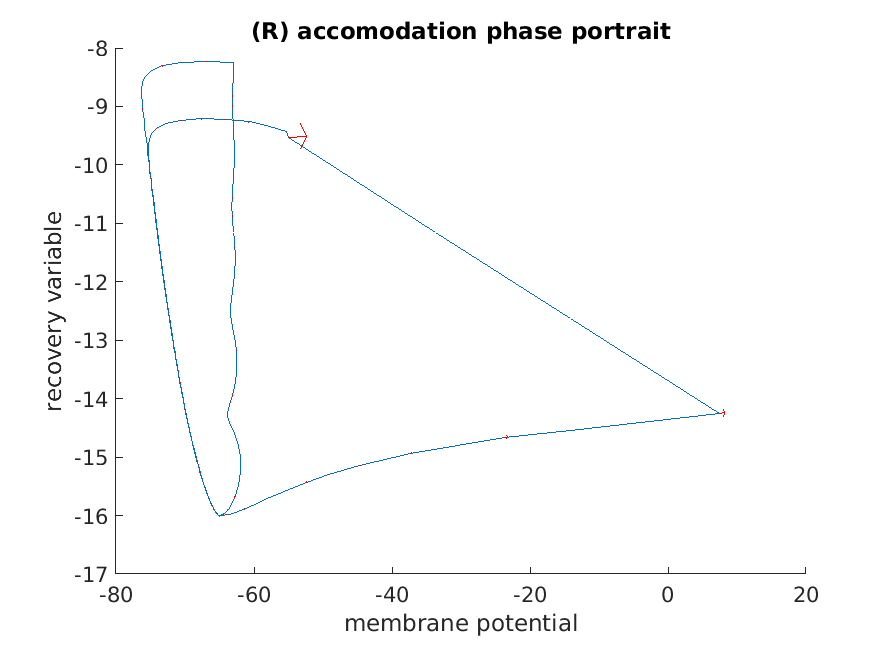 (R) accomodation phase portrait
-8
-9
-10
-11
-12
-13
-14
-15
-16
-17
recovery variable
-80 -60 -40 -20 0 20
membrane potential